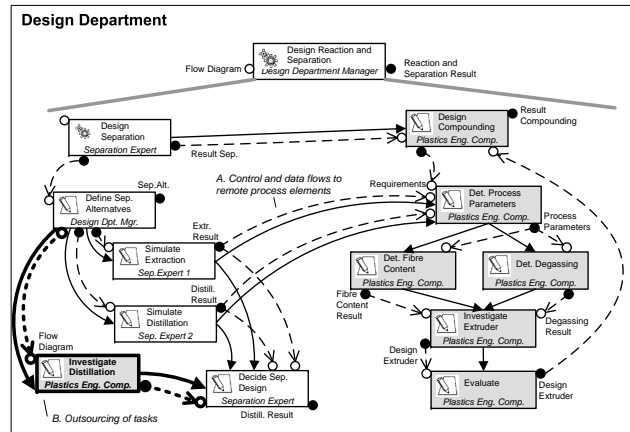 Design Department
Design Reaction and
Separation
Design Department Manager
Flow Diagram
Reaction and
Separation Result
Design
Separation
Separation Expert
Result Sep.
Design
Compounding
Plastics Eng. Comp.
Result
Compounding
A. Control and data flows to
remote process elements
Requirements
Sep.Alt.
Define Sep.
Alternatves
Design Dpt. Mgr.
Det. Process
Parameters
Plastics Eng. Comp.
Extr.
Result
Process
Parameters
Simulate
Extraction
Sep.Expert 1
Det. Fibre
Content
Plastics Eng. Comp.
Det. Degassing
Plastics Eng. Comp.
Distill.
Result
Fibre
Content
Result
Simulate
Distillation
Sep. Expert 2
Investigate
Extruder
Plastics Eng. Comp.
Degassing
Result
Flow
Diagram
Design
Extruder
Investigate
Distillation
Plastics Eng. Comp.
Decide Sep.
Design
Separation Expert
Evaluate
Plastics Eng. Comp.
Design
Extruder
Distill. Result
B. Outsourcing of tasks